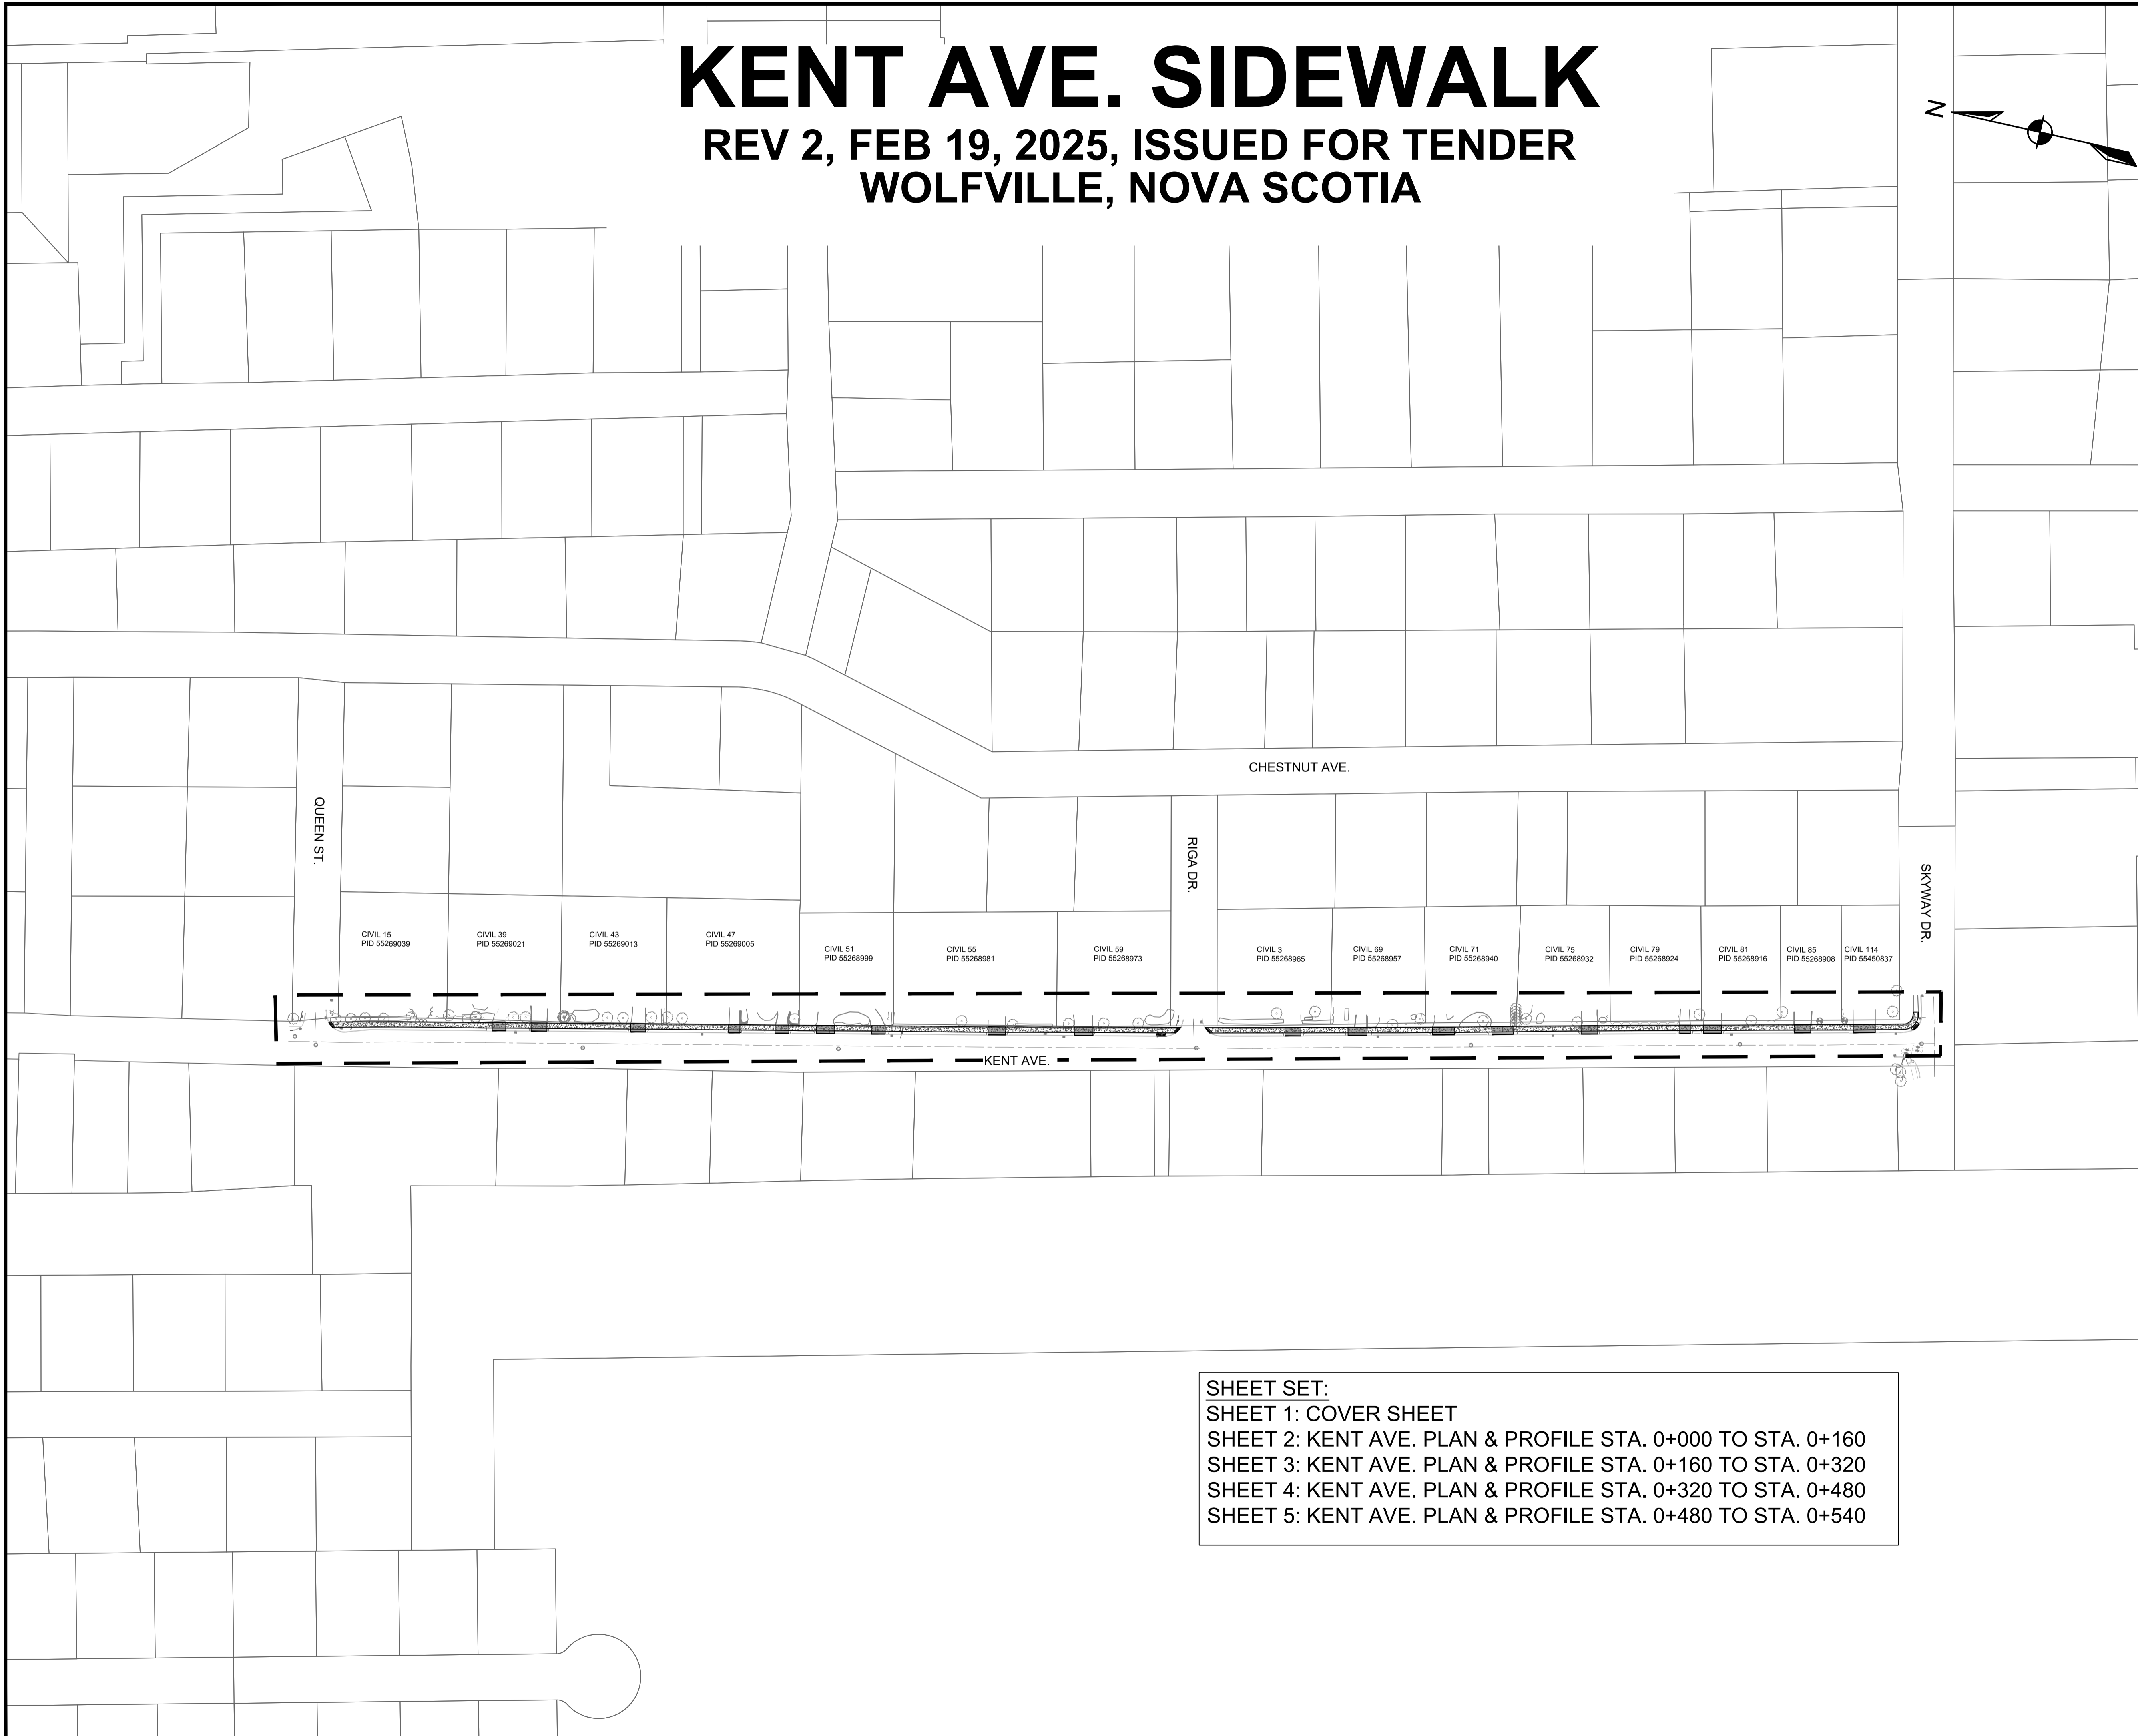 KENT AVE. SIDEWALK
REV 2, FEB 19, 2025, ISSUED FOR TENDER
WOLFVILLE, NOVA SCOTIA
N
CHESTNUT AVE.
QUEEN ST.
RIGA DR.
SKYWAY DR.
CIVIL 15
PID 55269039
CIVIL 39
PID 55269021
CIVIL 43
PID 55269013
CIVIL 47
PID 55269005
CIVIL 51
PID 55268999
CIVIL 55
PID 55268981
CIVIL 59
PID 55268973
CIVIL 3
PID 55268965
CIVIL 69
PID 55268957
CIVIL 71
PID 55268940
CIVIL 75
PID 55268932
CIVIL 79
PID 55268924
CIVIL 81
PID 55268916
CIVIL 85
PID 55268908
CIVIL 114
PID 55450837
KENT AVE.
SHEET SET:
SHEET 1: COVER SHEET
SHEET 2: KENT AVE. PLAN & PROFILE STA. 0+000 TO STA. 0+160
SHEET 3: KENT AVE. PLAN & PROFILE STA. 0+160 TO STA. 0+320
SHEET 4: KENT AVE. PLAN & PROFILE STA. 0+320 TO STA. 0+480
SHEET 5: KENT AVE. PLAN & PROFILE STA. 0+480 TO STA. 0+540